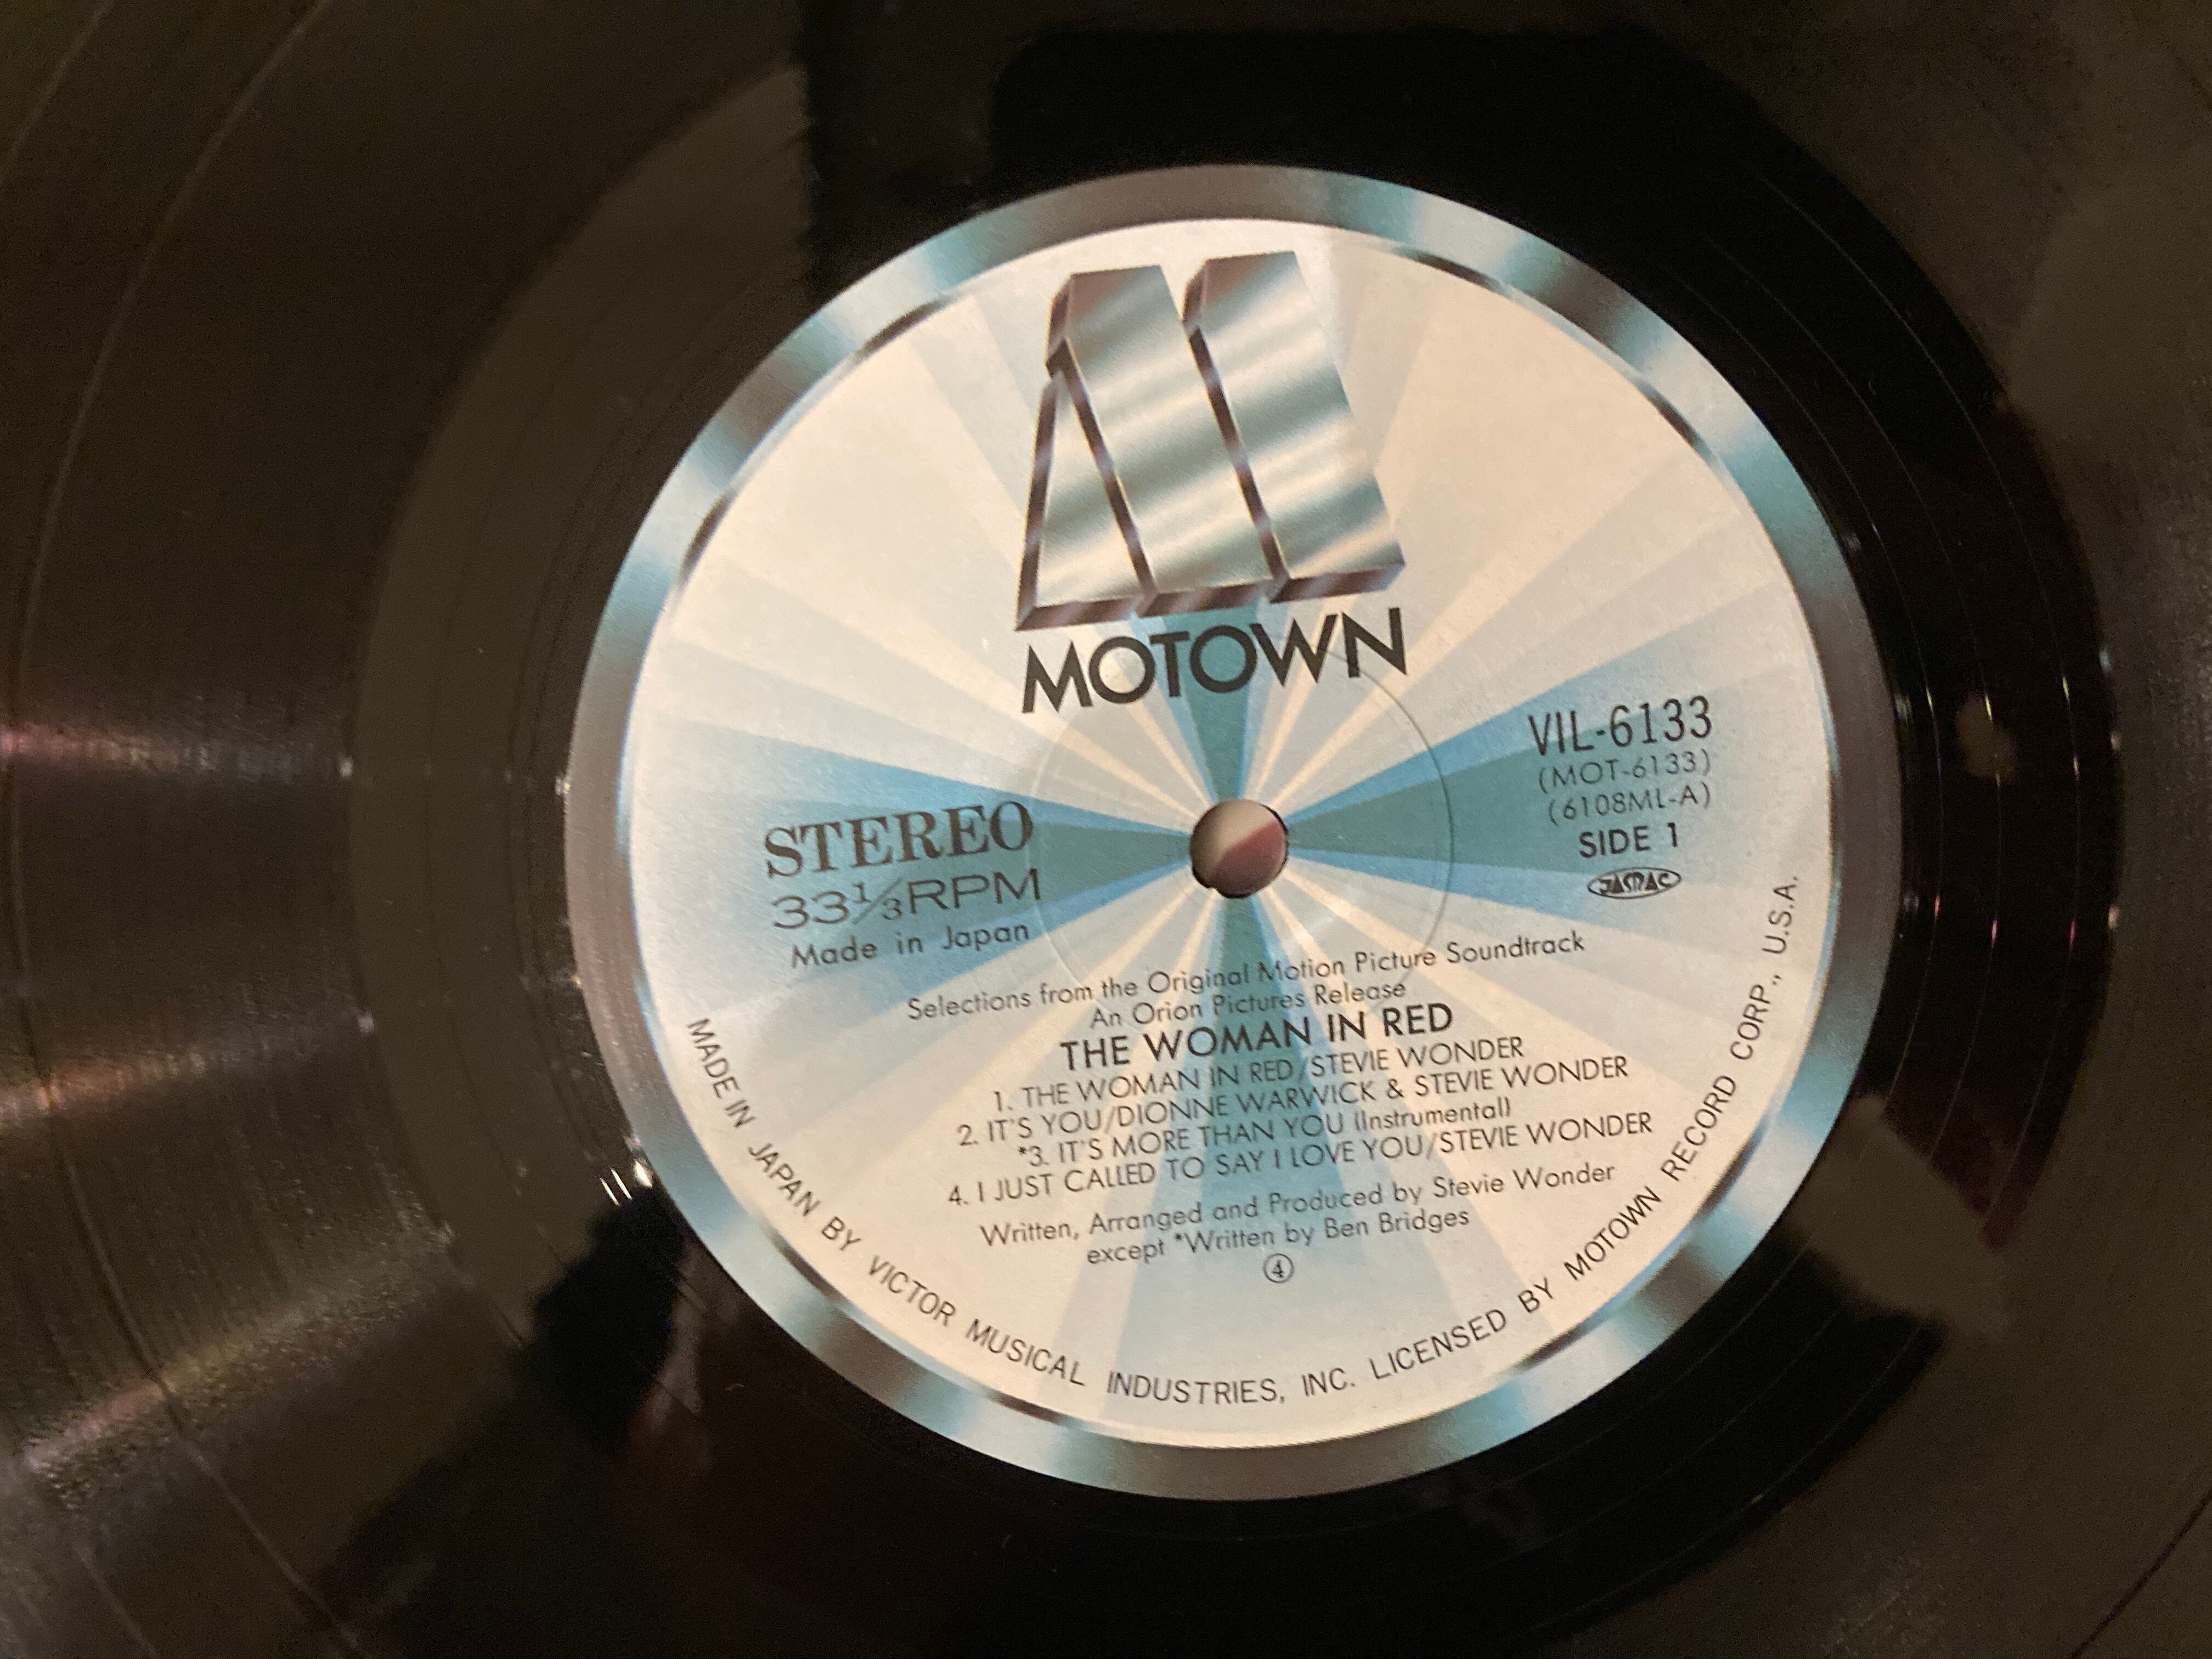 MOTOWN
VIL-6133
(MOT-6133)
(6108ML-A)
SIDE 1
JASRAC
STEREO
33 1/3 RPM
Made in Japan
Selections from the Original Motion Picture Soundtrack
An Orion Pictures Release
THE WOMAN IN RED
1. THE WOMAN IN RED/STEVIE WONDER
2. IT'S YOU/DIONNE WARWICK & STEVIE WONDER
*3. IT'S MORE THAN YOU (Instrumental)
4. I JUST CALLED TO SAY I LOVE YOU/STEVIE WONDER
Written, Arranged and Produced by Stevie Wonder
except *Written by Ben Bridges
④
MADE IN JAPAN BY VICTOR MUSICAL INDUSTRIES, INC. LICENSED BY MOTOWN RECORD CORP., U.S.A.